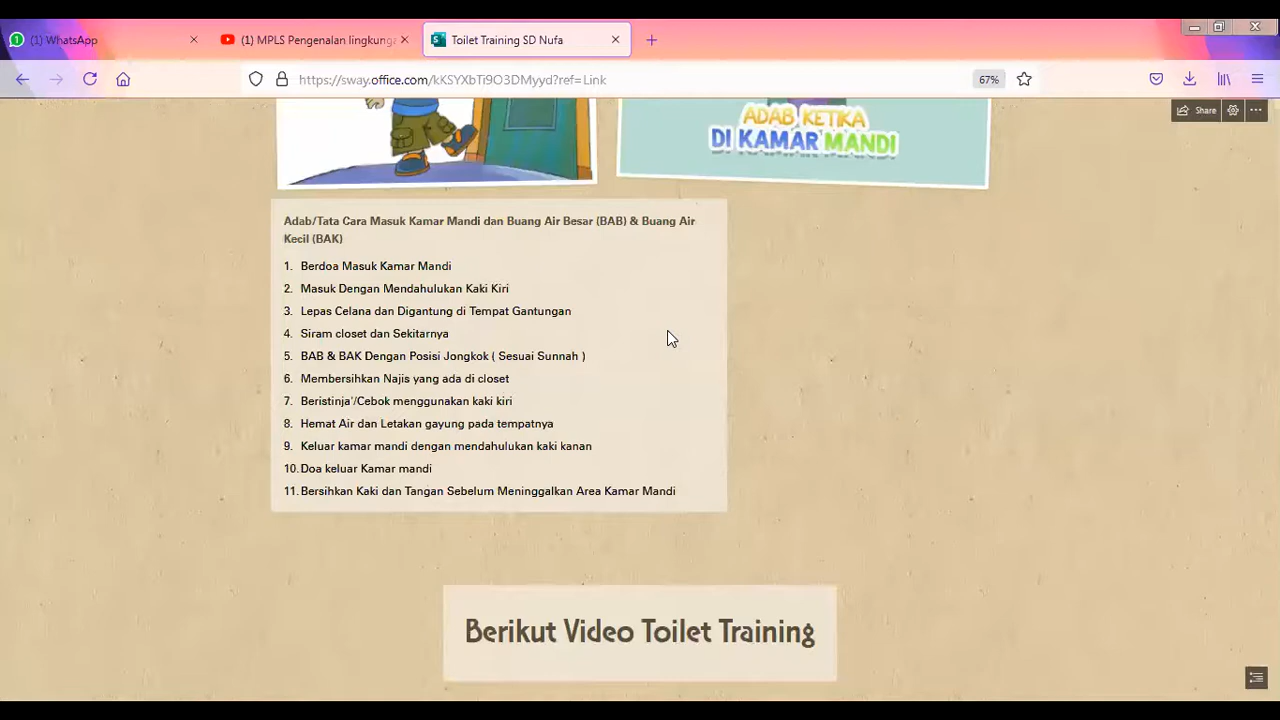 (1) WhatsApp
(1) MPLS Pengenalan lingkunga
Toilet Training SD Nufa
https://sway.office.com/kKSYXbTi9O3DMyyd?ref=Link
67%
Share
ADAB KETIKA
DI KAMAR MANDI
Adab/Tata Cara Masuk Kamar Mandi dan Buang Air Besar (BAB) & Buang Air
Kecil (BAK)
1. Berdoa Masuk Kamar Mandi
2. Masuk Dengan Mendahulukan Kaki Kiri
3. Lepas Celana dan Digantung di Tempat Gantungan
4. Siram closet dan Sekitarnya
5. BAB & BAK Dengan Posisi Jongkok ( Sesuai Sunnah )
6. Membersihkan Najis yang ada di closet
7. Beristinja'/Cebok menggunakan kaki kiri
8. Hemat Air dan Letakan gayung pada tempatnya
9. Keluar kamar mandi dengan mendahulukan kaki kanan
10. Doa keluar Kamar mandi
11. Bersihkan Kaki dan Tangan Sebelum Meninggalkan Area Kamar Mandi
Berikut Video Toilet Training